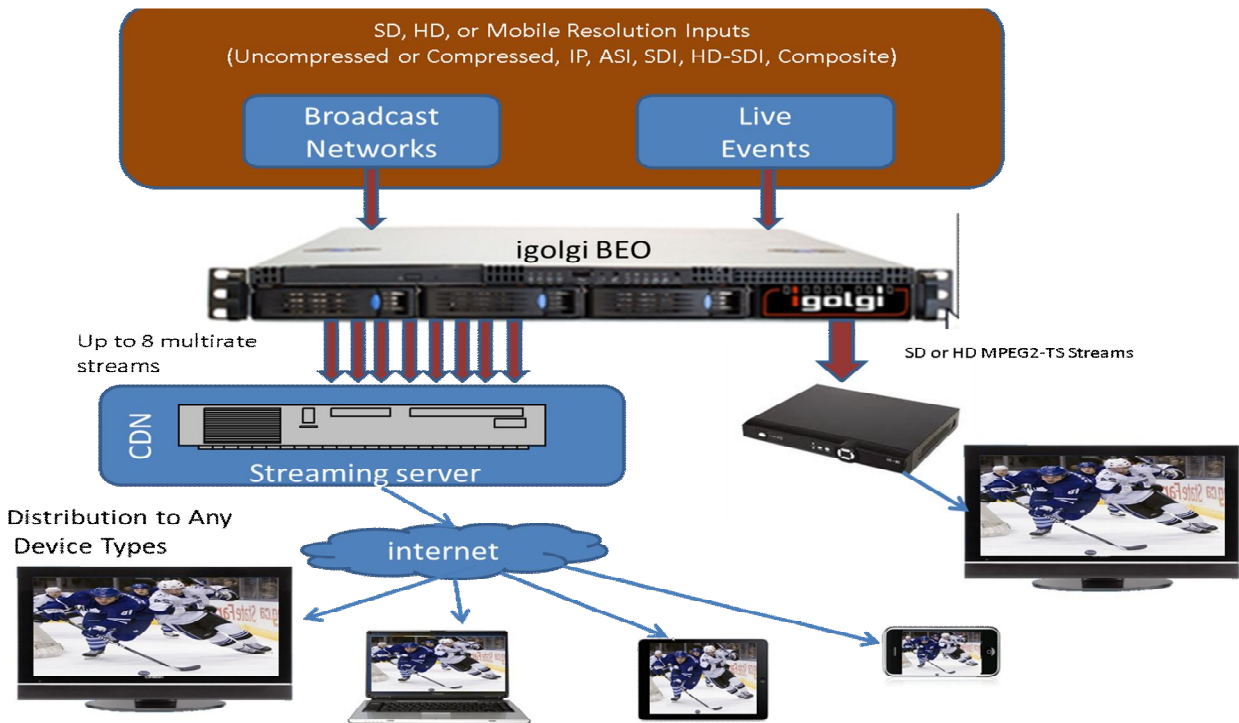 SD, HD, or Mobile Resolution Inputs
(Uncompressed or Compressed, IP, ASI, SDI, HD-SDI, Composite)
Broadcast
Networks
Live
Events
igolgi BEO
igolgi
Up to 8 multirate
streams
SD or HD MPEG2-TS Streams
CDN
Streaming server
Distribution to Any
Device Types
internet